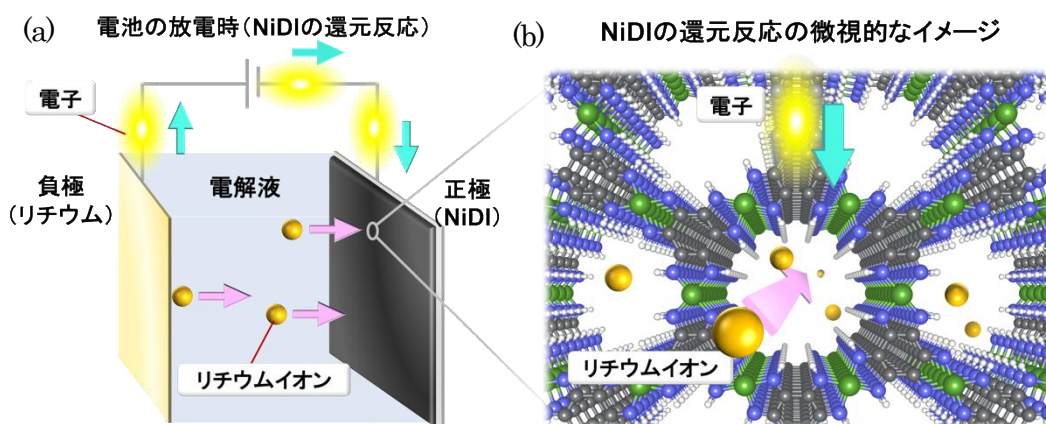 (a)
電池の放電時(NiDIの還元反応)
電子
負極
(リチウム)
電解液
正極
(NiDI)
リチウムイオン
(b)
NiDIの還元反応の微視的なイメージ
電子
リチウムイオン